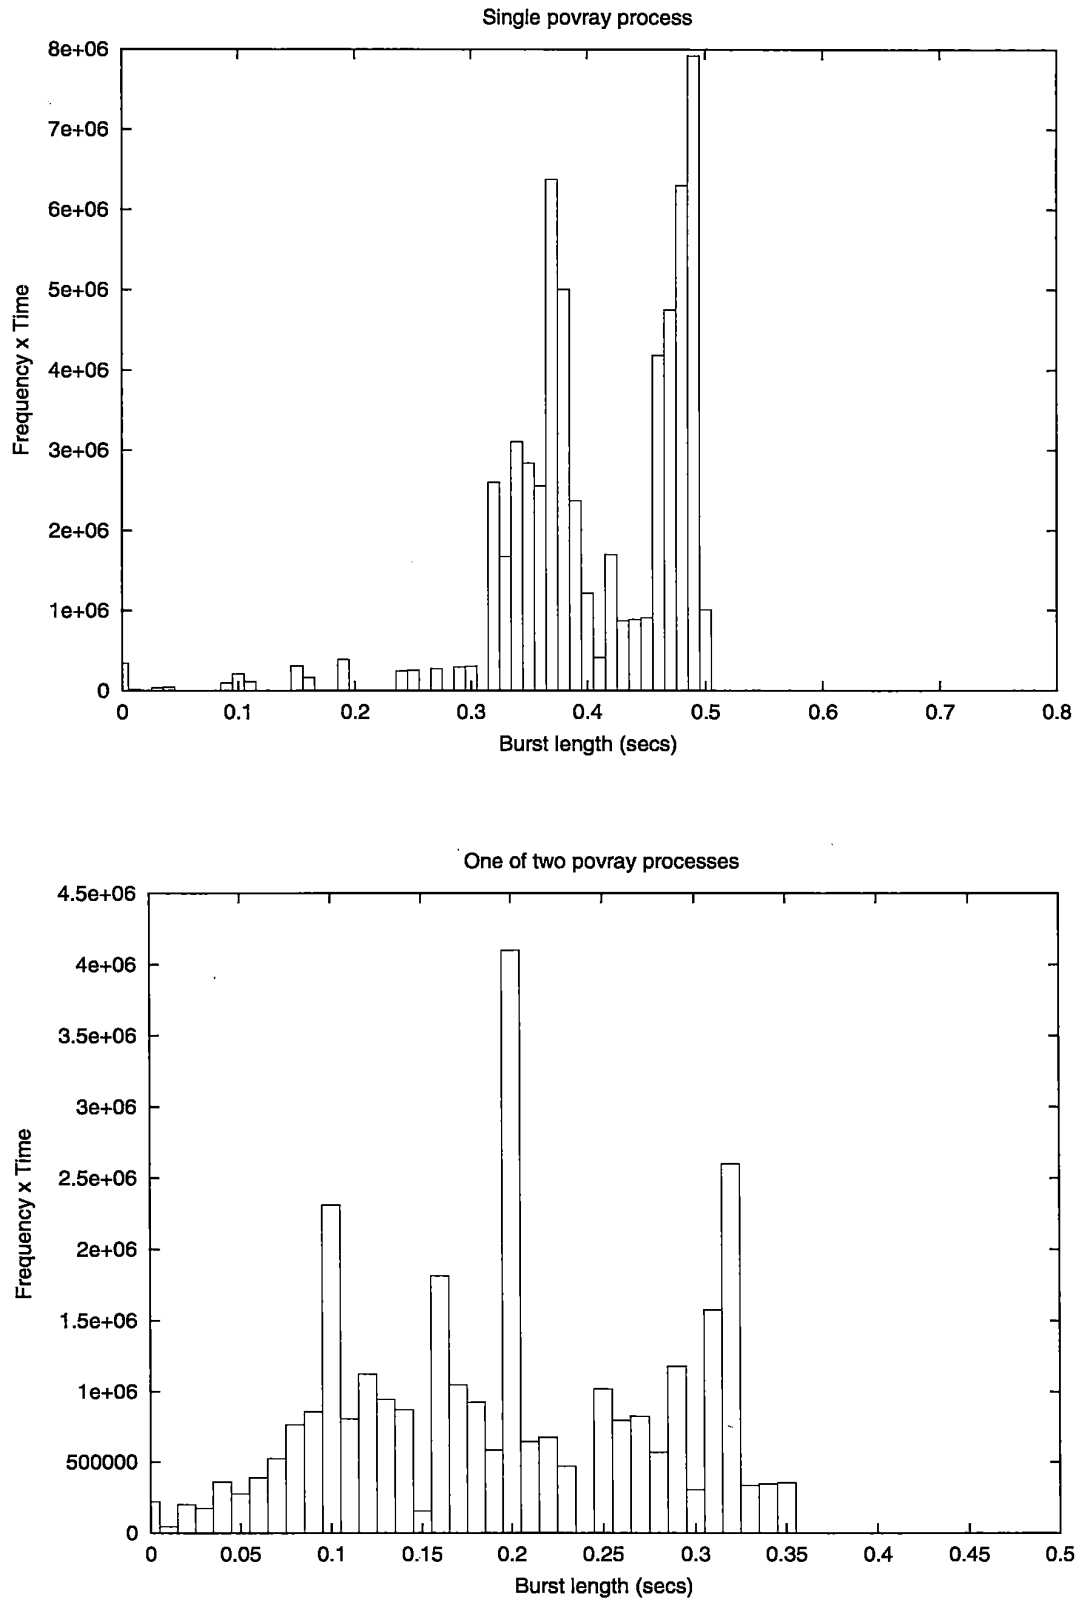 Single povray process
8e+06
7e+06
6e+06
5e+06
4e+06
3e+06
2e+06
1e+06
0
Frequency x Time
0 0.1 0.2 0.3 0.4 0.5 0.6 0.7 0.8
Burst length (secs)
One of two povray processes
4.5e+06
4e+06
3.5e+06
3e+06
2.5e+06
2e+06
1.5e+06
1e+06
500000
0
Frequency x Time
0 0.05 0.1 0.15 0.2 0.25 0.3 0.35 0.4 0.45 0.5
Burst length (secs)